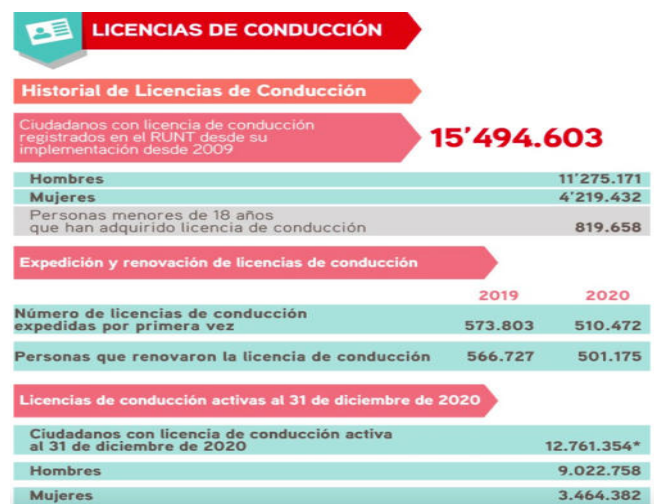 LICENCIAS DE CONDUCCIÓN
Historial de Licencias de Conducción
Ciudadanos con licencia de conducción
registrados en el RUNT desde su
implementación desde 2009
15'494.603
Hombres 11'275.171
Mujeres 4'219.432
Personas menores de 18 años
que han adquirido licencia de conducción 819.658
Expedición y renovación de licencias de conducción
2019 2020
Número de licencias de conducción
expedidas por primera vez 573.803 510.472
Personas que renovaron la licencia de conducción 566.727 501.175
Licencias de conducción activas al 31 de diciembre de 2020
Ciudadanos con licencia de conducción activa
al 31 de diciembre de 2020 12.761.354*
Hombres 9.022.758
Mujeres 3.464.382